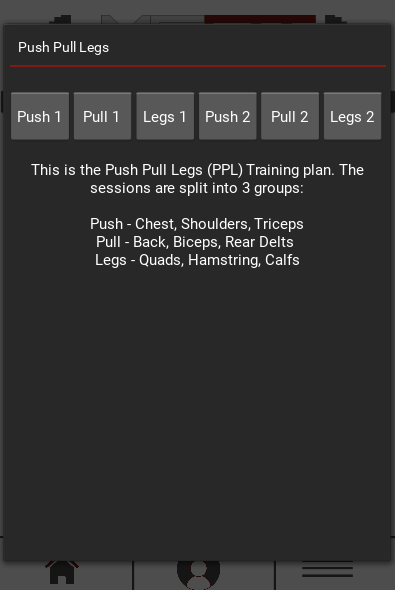 Push Pull Legs
Push 1
Pull 1
Legs 1
Push 2
Pull 2
Legs 2
This is the Push Pull Legs (PPL) Training plan. The
sessions are split into 3 groups:
Push - Chest, Shoulders, Triceps
Pull - Back, Biceps, Rear Delts
Legs - Quads, Hamstring, Calfs